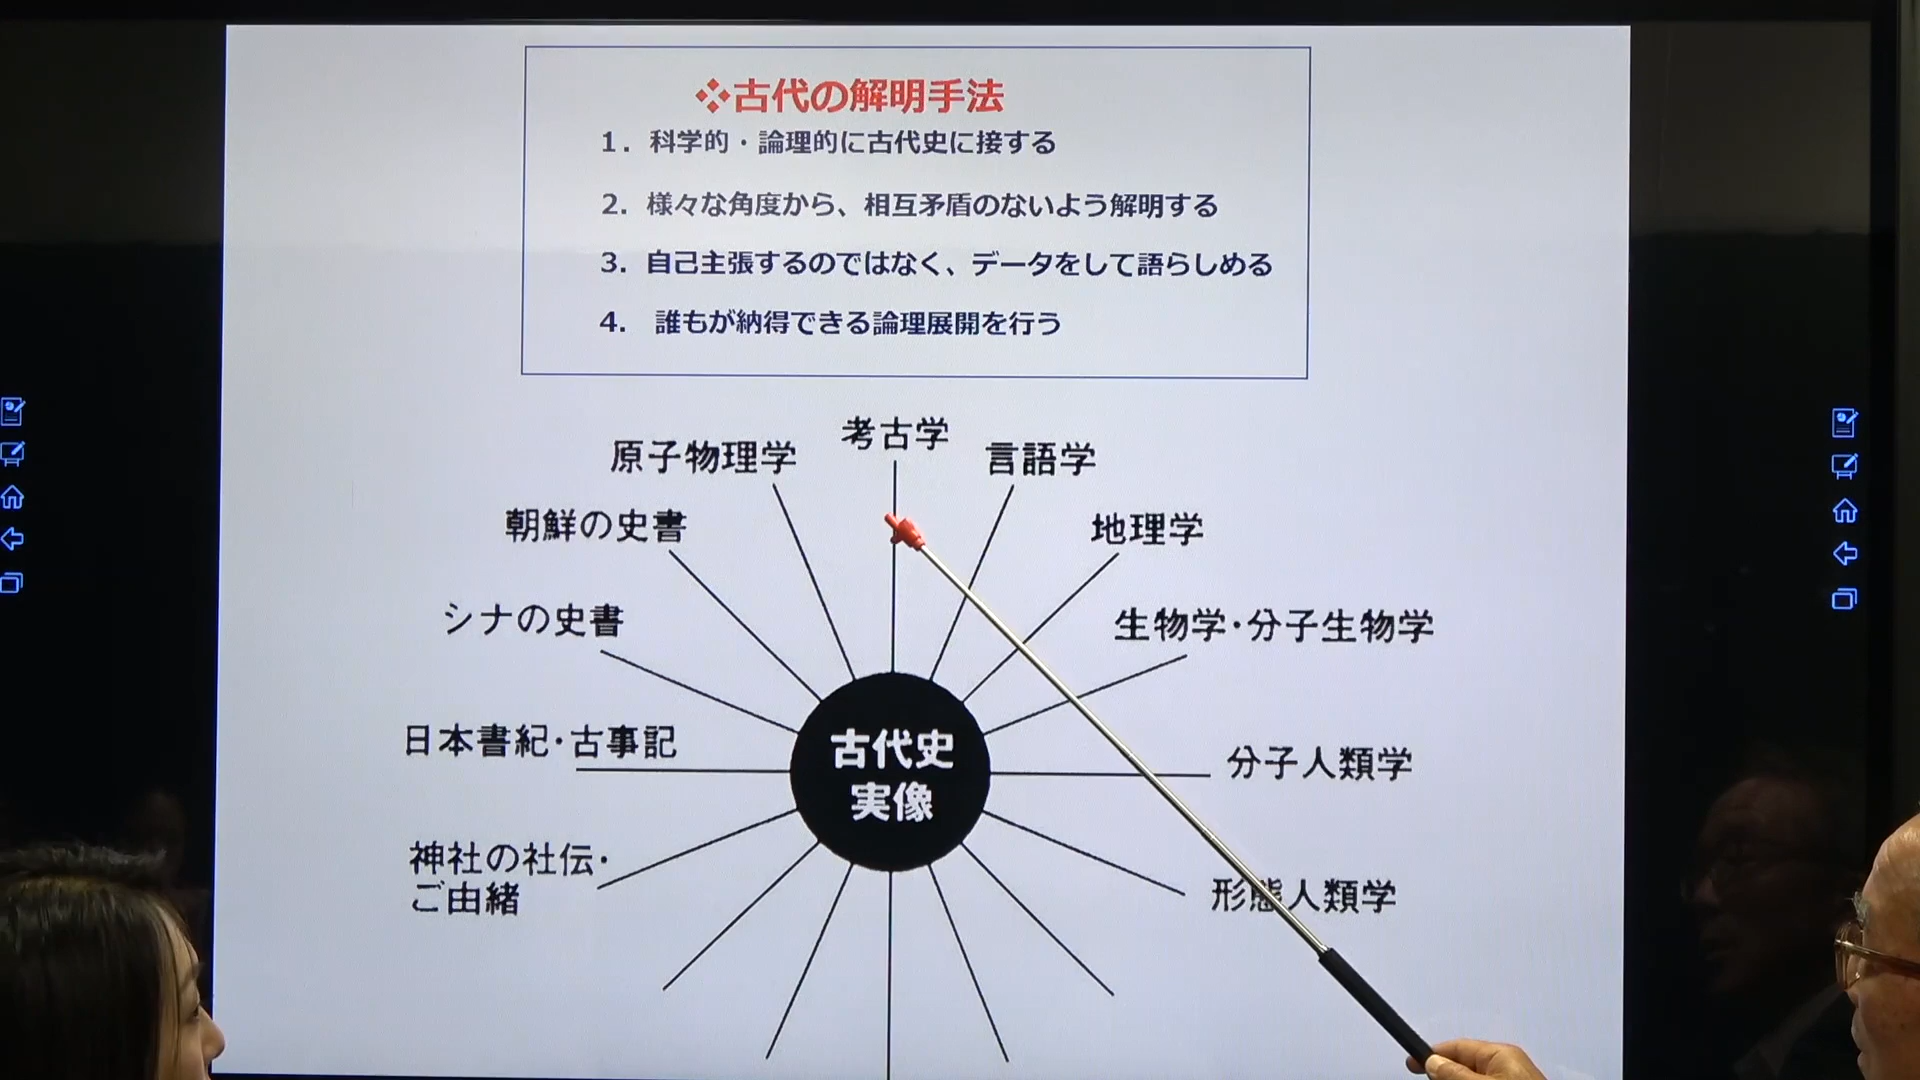 ❖古代の解明手法
1．科学的・論理的に古代史に接する
2．様々な角度から、相互矛盾のないよう解明する
3．自己主張するのではなく、データをして語らしめる
4．誰もが納得できる論理展開を行う
考古学
原子物理学
言語学
朝鮮の史書
地理学
シナの史書
生物学・分子生物学
日本書紀・古事記
古代史
実像
分子人類学
神社の社伝・
ご由緒
形態人類学